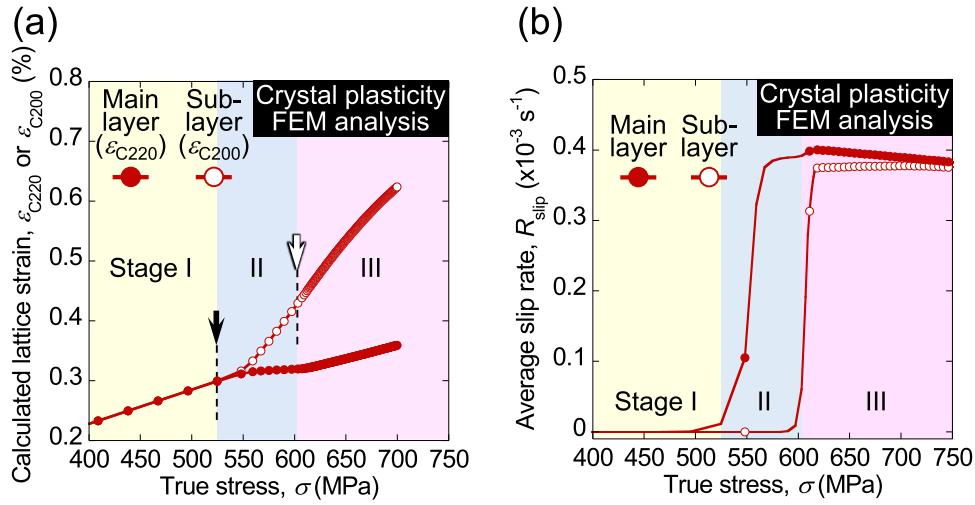 (a)
Calculated lattice strain, εC220 or εC200 (%)
0.8
0.7
0.6
0.5
0.4
0.3
0.2
Main
layer
(εC220)
Sub-
layer
(εC200)
Crystal plasticity
FEM analysis
Stage I
II
III
400 450 500 550 600 650 700 750
True stress, σ (MPa)
(b)
Average slip rate, Rslip (x10-3 s-1)
0.5
0.4
0.3
0.2
0.1
0
Main
layer
Sub-
layer
Crystal plasticity
FEM analysis
Stage I
II
III
400 450 500 550 600 650 700 750
True stress, σ (MPa)